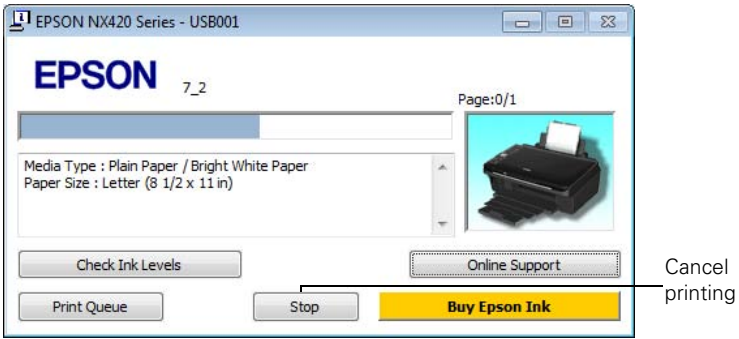 EPSON NX420 Series - USB001
EPSON
7_2
Page:0/1
Media Type : Plain Paper / Bright White Paper
Paper Size : Letter (8 1/2 x 11 in)
Check Ink Levels
Online Support
Print Queue
Stop
Buy Epson Ink
Cancel
printing